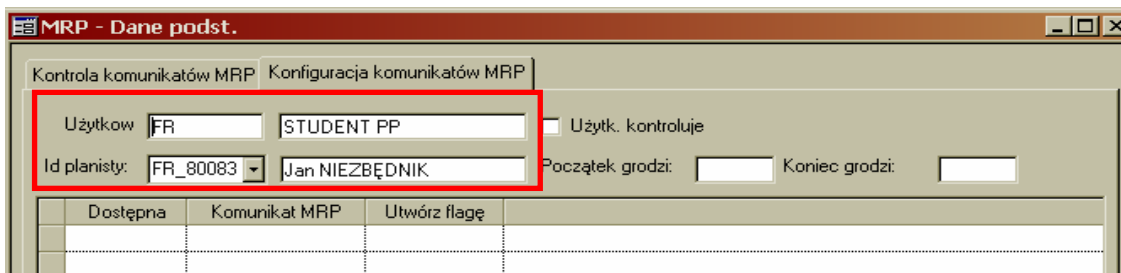 MRP - Dane podst.
Kontrola komunikatów MRP Konfiguracja komunikatów MRP
Użytkow FR STUDENT PP Użytk. kontroluje
Id planisty: FR_80083 Jan NIEZBĘDNIK Początek grodzi: Koniec grodzi:
Dostępna Komunikat MRP Utwórz flagę